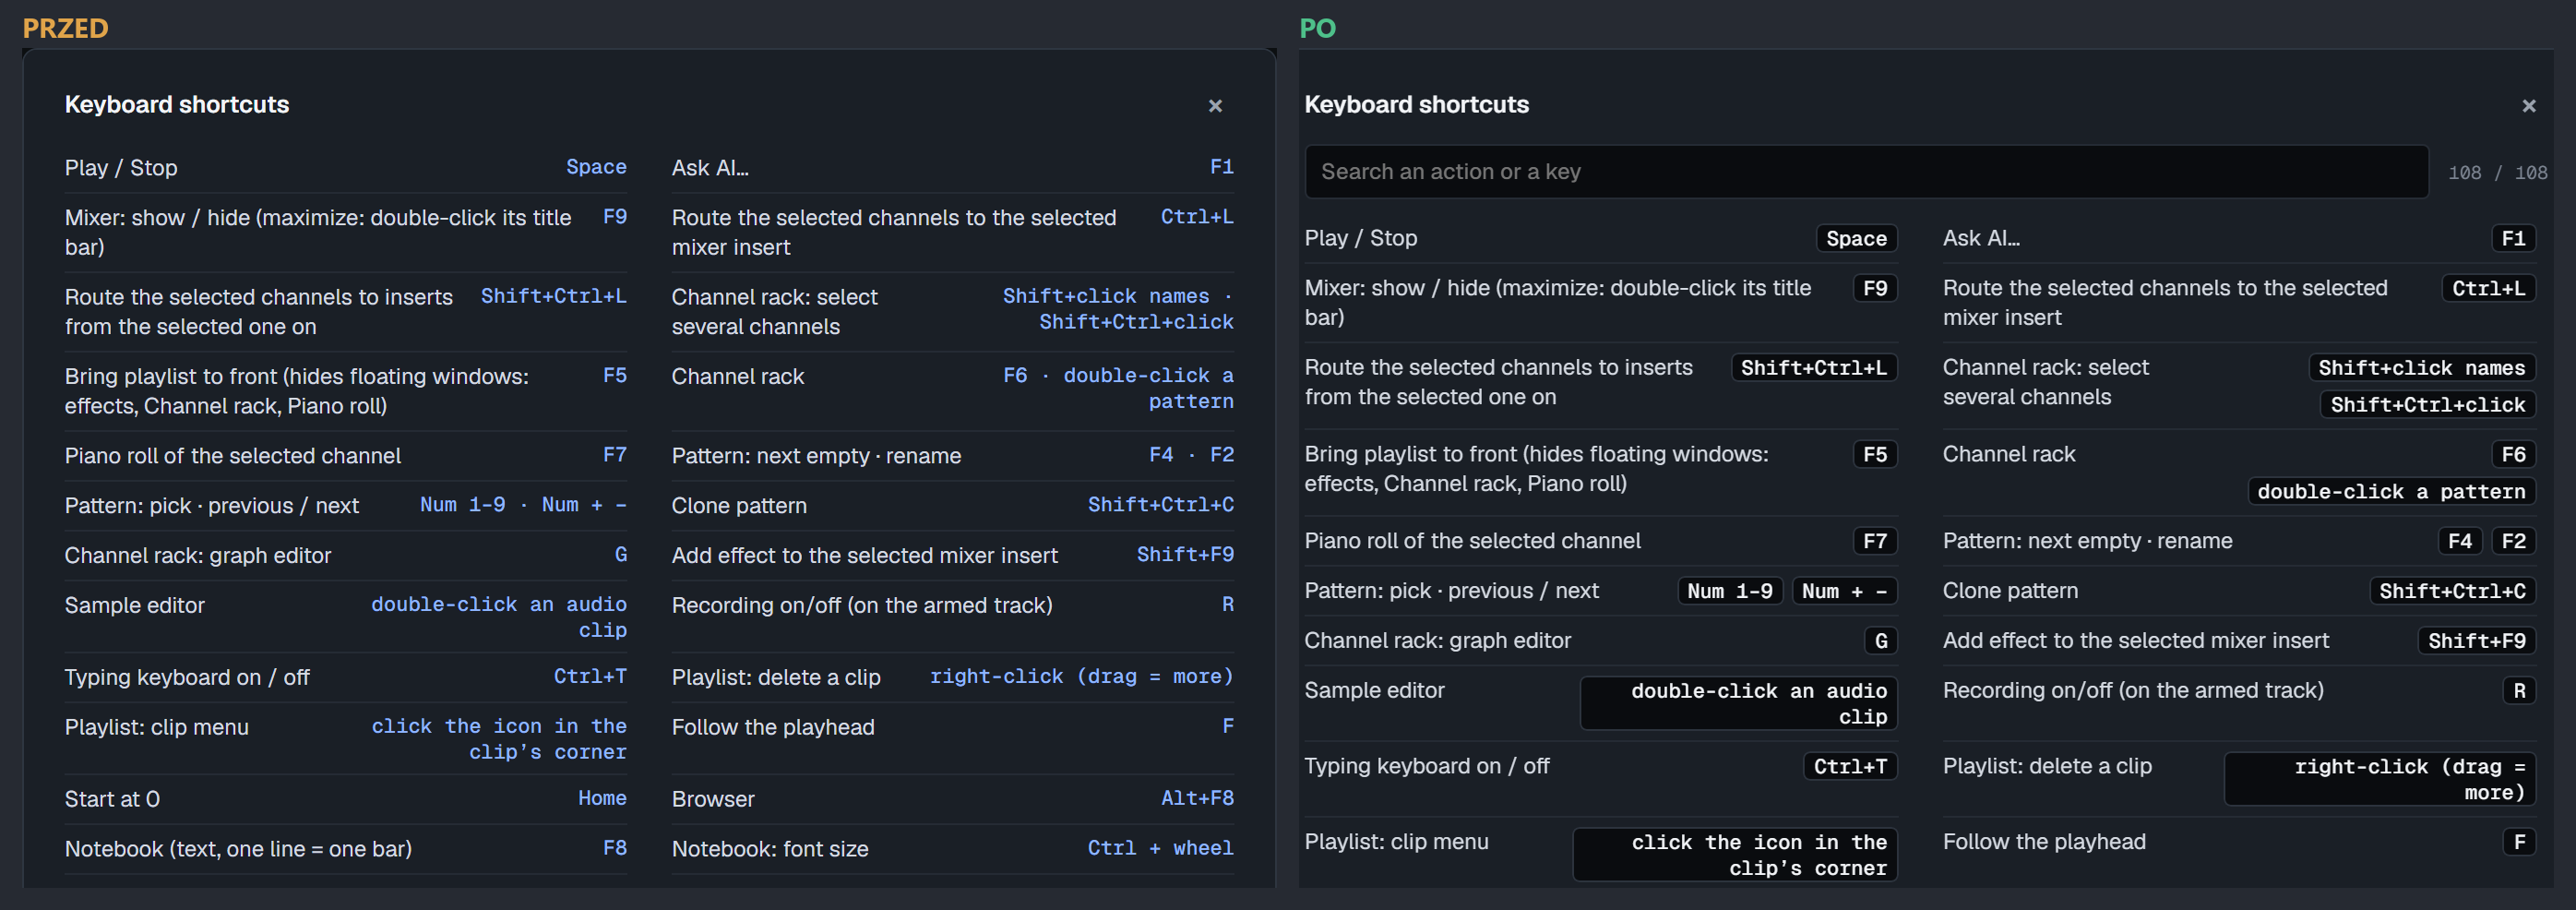 PRZED
Keyboard shortcuts
×
Play / Stop Space
Ask AI... F1
Mixer: show / hide (maximize: double-click its title F9
bar)
Route the selected channels to the selected Ctrl+L
mixer insert
Route the selected channels to inserts Shift+Ctrl+L
from the selected one on
Channel rack: select Shift+click names ·
several channels Shift+Ctrl+click
Bring playlist to front (hides floating windows: F5
effects, Channel rack, Piano roll)
Channel rack F6 · double-click a
pattern
Piano roll of the selected channel F7
Pattern: next empty · rename F4 · F2
Pattern: pick · previous / next Num 1-9 · Num + -
Clone pattern Shift+Ctrl+C
Channel rack: graph editor G
Add effect to the selected mixer insert Shift+F9
Sample editor double-click an audio
clip
Recording on/off (on the armed track) R
Typing keyboard on / off Ctrl+T
Playlist: delete a clip right-click (drag = more)
Playlist: clip menu click the icon in the
clip’s corner
Follow the playhead F
Start at 0 Home
Browser Alt+F8
Notebook (text, one line = one bar) F8
Notebook: font size Ctrl + wheel
PO
Keyboard shortcuts
×
Search an action or a key
108 / 108
Play / Stop Space
Ask AI... F1
Mixer: show / hide (maximize: double-click its title F9
bar)
Route the selected channels to the selected Ctrl+L
mixer insert
Route the selected channels to inserts Shift+Ctrl+L
from the selected one on
Channel rack: select Shift+click names
several channels Shift+Ctrl+click
Bring playlist to front (hides floating windows: F5
effects, Channel rack, Piano roll)
Channel rack F6
double-click a pattern
Piano roll of the selected channel F7
Pattern: next empty · rename F4 F2
Pattern: pick · previous / next Num 1-9 Num + -
Clone pattern Shift+Ctrl+C
Channel rack: graph editor G
Add effect to the selected mixer insert Shift+F9
Sample editor double-click an audio
clip
Recording on/off (on the armed track) R
Typing keyboard on / off Ctrl+T
Playlist: delete a clip right-click (drag =
more)
Playlist: clip menu click the icon in the
clip’s corner
Follow the playhead F